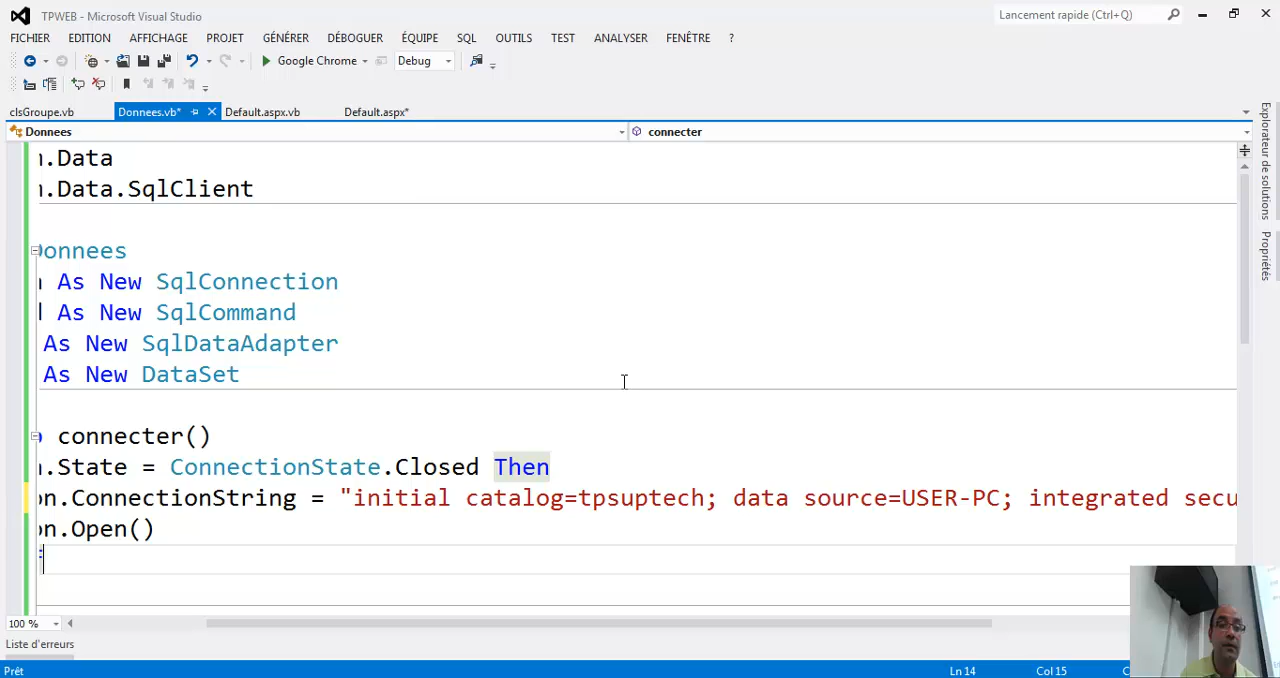 TPWEB - Microsoft Visual Studio
Lancement rapide (Ctrl+Q)
FICHIER EDITION AFFICHAGE PROJET GÉNÉRER DÉBOGUER ÉQUIPE SQL OUTILS TEST ANALYSER FENÊTRE ?
Google Chrome Debug
clsGroupe.vb Donnees.vb* Default.aspx.vb Default.aspx*
Donnees connecter
.Data
.Data.SqlClient
Donnees
As New SqlConnection
As New SqlCommand
As New SqlDataAdapter
As New DataSet
connecter()
.State = ConnectionState.Closed Then
on.ConnectionString = "initial catalog=tpsuptech; data source=USER-PC; integrated secu
on.Open()
100 %
Liste d'erreurs
Prêt Ln 14 Col 15 C
Explorateur de solutions
Propriétés